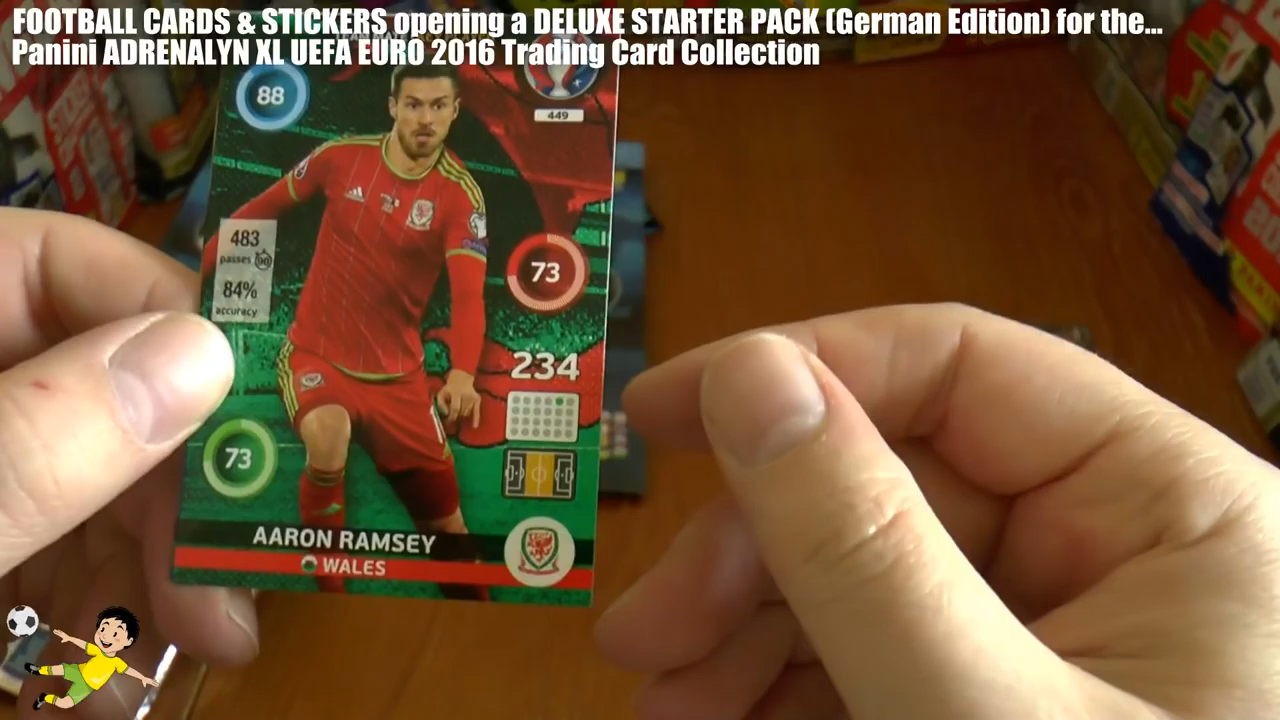 FOOTBALL CARDS & STICKERS opening a DELUXE STARTER PACK (German Edition) for the...
Panini ADRENALYN XL UEFA EURO 2016 Trading Card Collection
88
449
483
passes 90
84%
accuracy
73
234
73
AARON RAMSEY
WALES